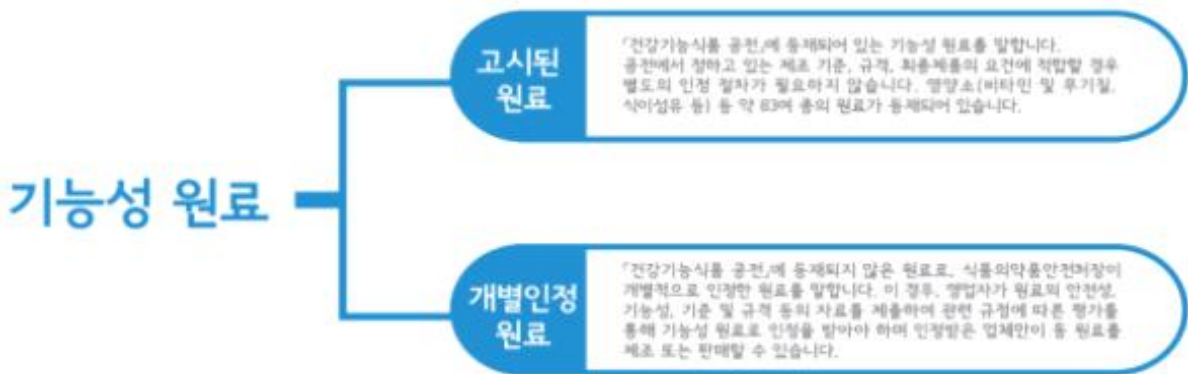 기능성 원료
고시된
원료
「건강기능식품 공전」에 등재되어 있는 기능성 원료를 말합니다.
공전에서 정하고 있는 제조 기준, 규격, 최종제품의 요건에 적합할 경우
별도의 인정 절차가 필요하지 않습니다. 영양소(비타민 및 무기질,
식이섬유 등) 등 약 83여 종의 원료가 등재되어 있습니다.
개별인정
원료
「건강기능식품 공전」에 등재되지 않은 원료로, 식품의약품안전처장이
개별적으로 인정한 원료를 말합니다. 이 경우, 영업자가 원료의 안전성,
기능성, 기준 및 규격 등의 자료를 제출하여 관련 규정에 따른 평가를
통해 기능성 원료로 인정을 받아야 하며 인정받은 업체만이 동 원료를
제조 또는 판매할 수 있습니다.